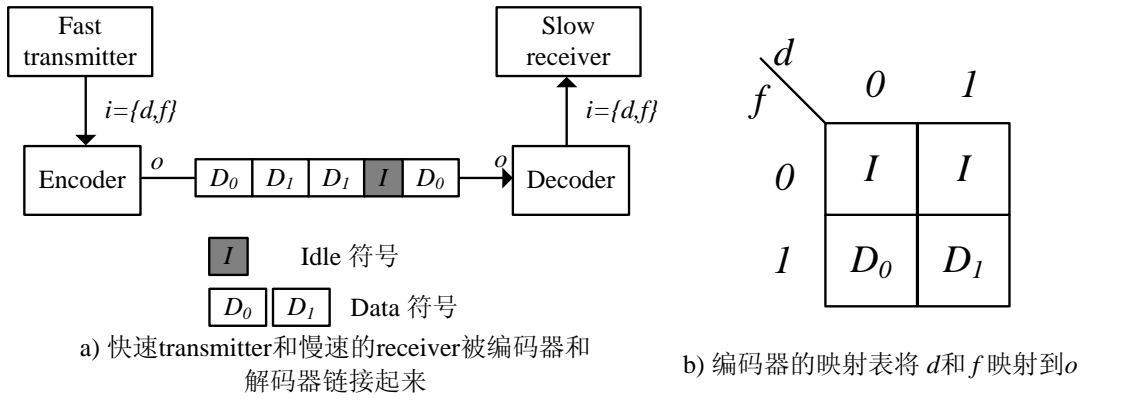 Fast
transmitter
Slow
receiver
i={d,f}
i={d,f}
Encoder
o
D₀ D₁ D₁ I D₀
o
Decoder
I Idle 符号
D₀ D₁ Data 符号
a) 快速transmitter和慢速的receiver被编码器和
解码器链接起来
d
f
0 1
0 I I
1 D₀ D₁
b) 编码器的映射表将 d和 f 映射到o